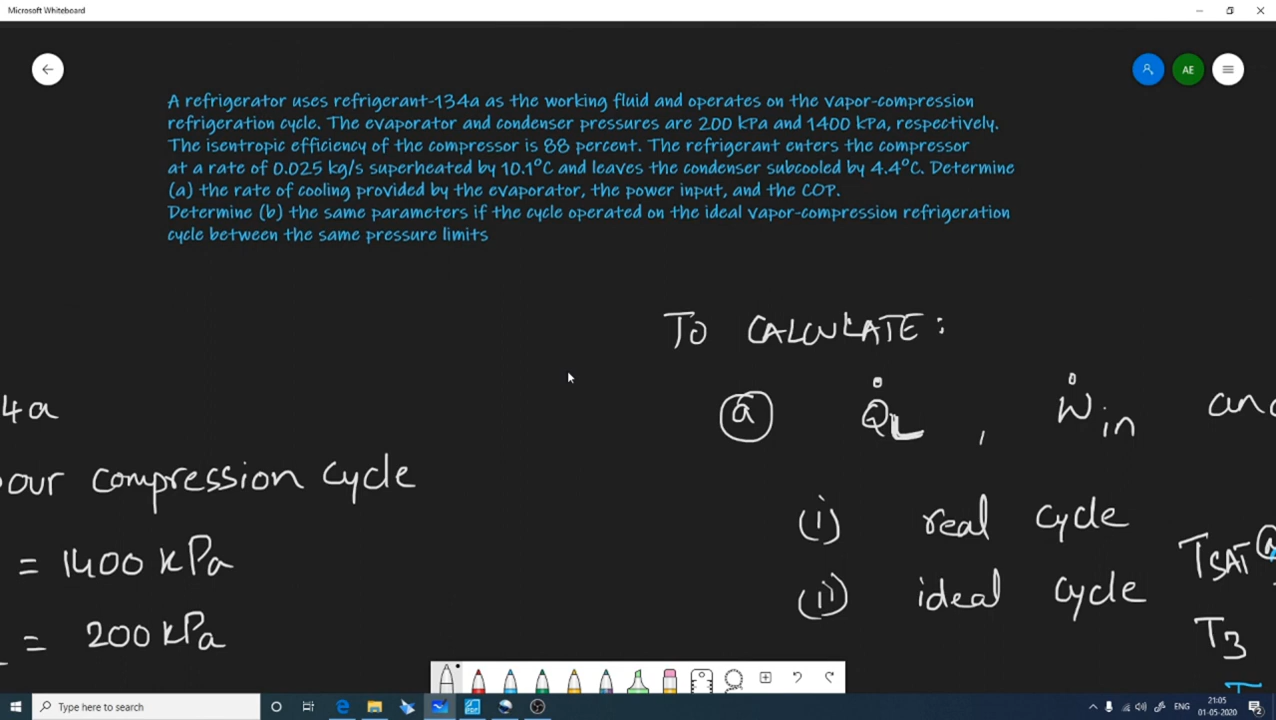 Microsoft Whiteboard
AE
A refrigerator uses refrigerant-134a as the working fluid and operates on the vapor-compression
refrigeration cycle. The evaporator and condenser pressures are 200 kPa and 1400 kPa, respectively.
The isentropic efficiency of the compressor is 88 percent. The refrigerant enters the compressor
at a rate of 0.025 kg/s superheated by 10.1°C and leaves the condenser subcooled by 4.4°C. Determine
(a) the rate of cooling provided by the evaporator, the power input, and the COP.
Determine (b) the same parameters if the cycle operated on the ideal vapor-compression refrigeration
cycle between the same pressure limits
TO CALCULATE:
4a
ⓐ Q̇L , Ẇin and
our compression cycle
(i) real cycle
= 1400 kPa
TSAT@
(ii) ideal cycle
= 200 kPa
T3
Type here to search
ENG
21:05
01-05-2020
2